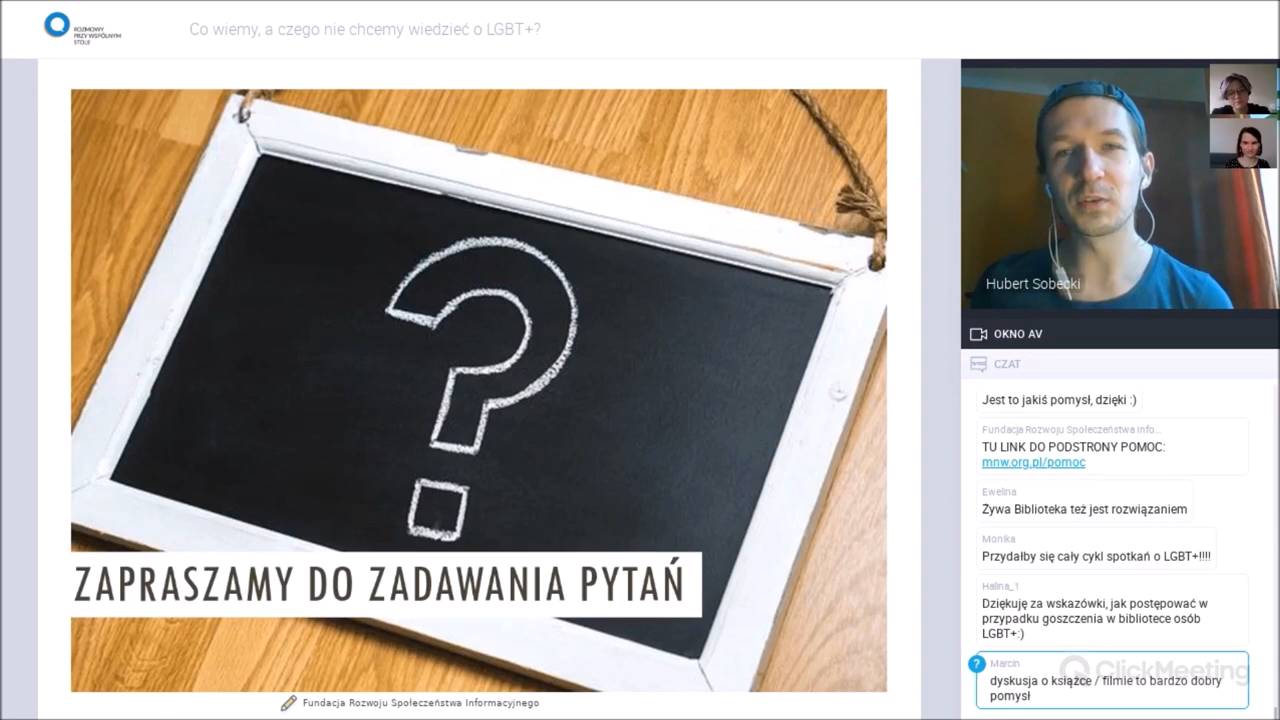 ROZMOWY
PRZY WSPÓLNYM
STOLE
Co wiemy, a czego nie chcemy wiedzieć o LGBT+?
?
ZAPRASZAMY DO ZADAWANIA PYTAŃ
Fundacja Rozwoju Społeczeństwa Informacyjnego
Hubert Sobecki
OKNO AV
CZAT
Jest to jakiś pomysł, dzięki :)
Fundacja Rozwoju Społeczeństwa Info...
TU LINK DO PODSTRONY POMOC:
mnw.org.pl/pomoc
Ewelina
Żywa Biblioteka też jest rozwiązaniem
Monika
Przydałby się cały cykl spotkań o LGBT+!!!!
Halina_1
Dziękuję za wskazówki, jak postępować w
przypadku goszczenia w bibliotece osób
LGBT+:)
?
Marcin
ClickMeeting
dyskusja o książce / filmie to bardzo dobry
pomysł